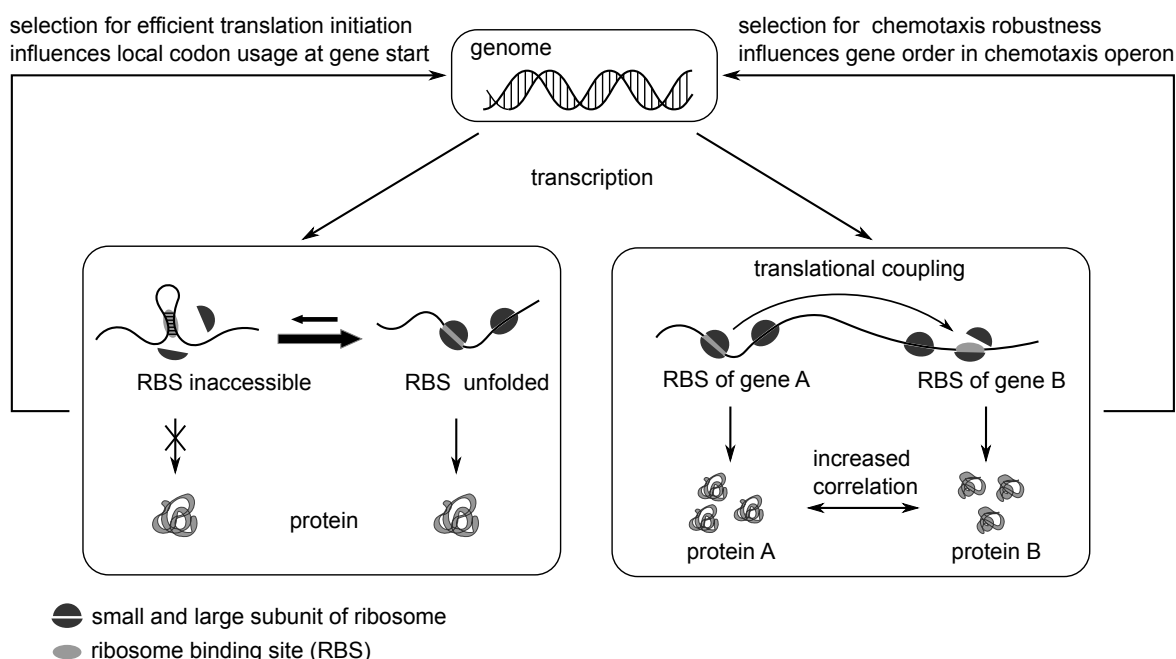 selection for efficient translation initiation
influences local codon usage at gene start
genome
selection for chemotaxis robustness
influences gene order in chemotaxis operon
transcription
RBS inaccessible
RBS unfolded
protein
translational coupling
RBS of gene A
RBS of gene B
increased
correlation
protein A
protein B
small and large subunit of ribosome
ribosome binding site (RBS)